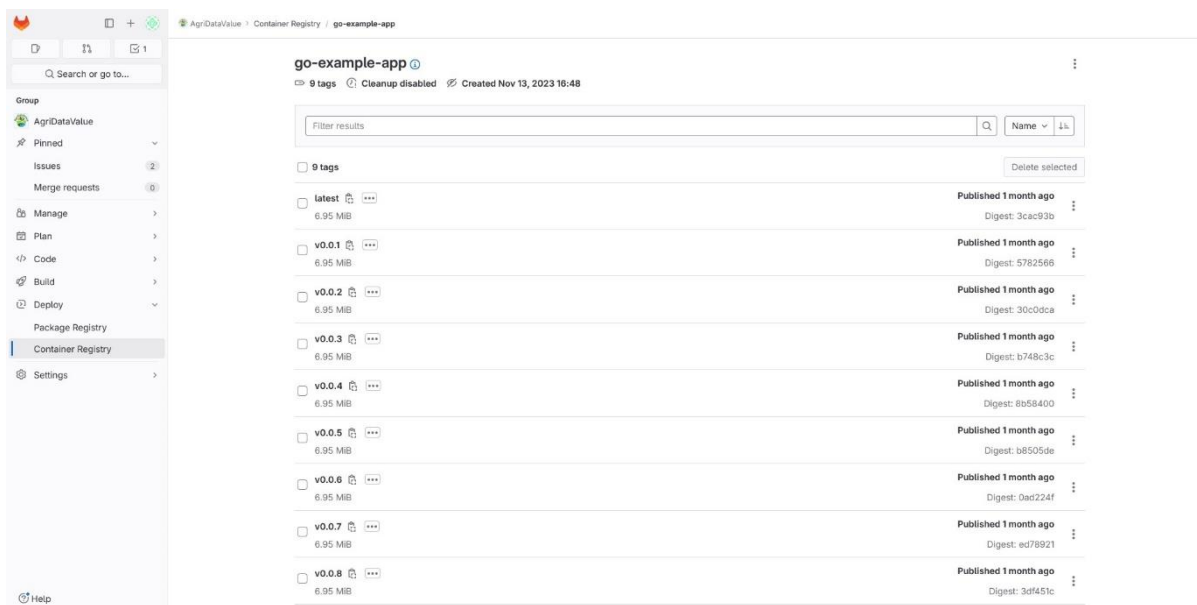 AgriDataValue > Container Registry / go-example-app
1
Search or go to...
Group
AgriDataValue
Pinned
Issues 2
Merge requests 0
Manage
Plan
Code
Build
Deploy
Package Registry
Container Registry
Settings
Help
go-example-app
9 tags Cleanup disabled Created Nov 13, 2023 16:48
Filter results Name
9 tags Delete selected
latest Published 1 month ago
6.95 MiB Digest: 3cac93b
v0.0.1 Published 1 month ago
6.95 MiB Digest: 5782566
v0.0.2 Published 1 month ago
6.95 MiB Digest: 30c0dca
v0.0.3 Published 1 month ago
6.95 MiB Digest: b748c3c
v0.0.4 Published 1 month ago
6.95 MiB Digest: 8b58400
v0.0.5 Published 1 month ago
6.95 MiB Digest: b8505de
v0.0.6 Published 1 month ago
6.95 MiB Digest: 0ad224f
v0.0.7 Published 1 month ago
6.95 MiB Digest: ed78921
v0.0.8 Published 1 month ago
6.95 MiB Digest: 3df451c